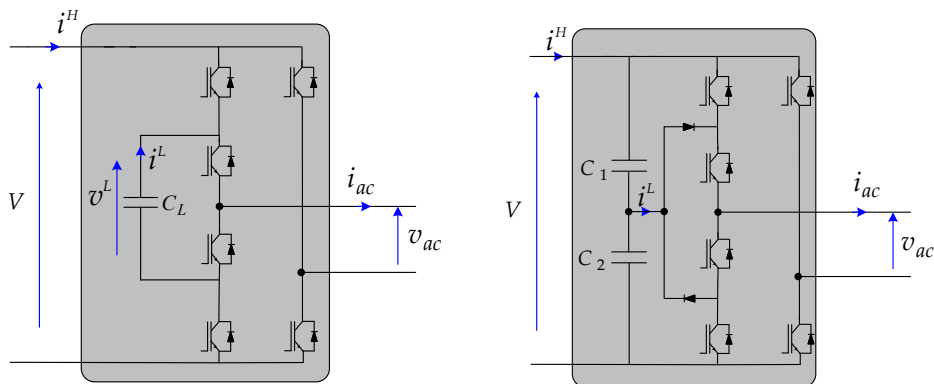 i^H
i^L
v^L
C_L
V
i_ac
v_ac
i^H
C_1
i^L
V
C_2
i_ac
v_ac